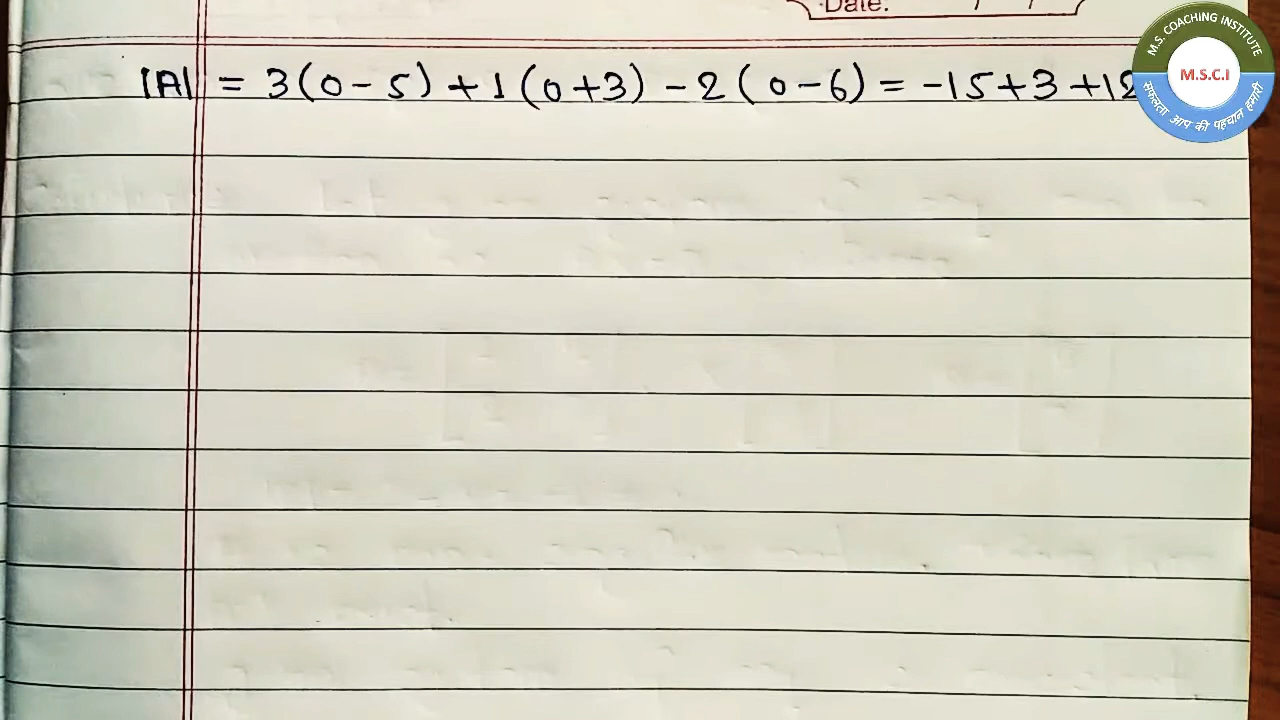 Date:
|A| = 3(0-5) +1(0+3) -2(0-6) = -15+3+12
M.S. COACHING INSTITUTE
M.S.C.I
सफलता आप की पहचान हमारी